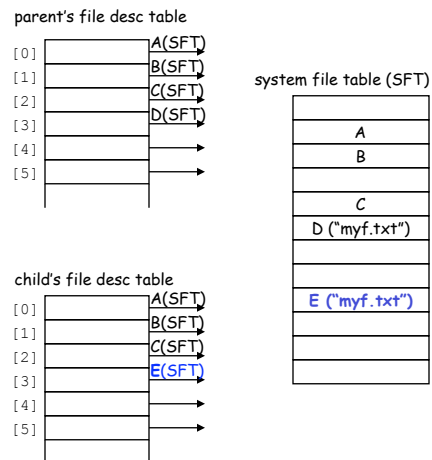 parent's file desc table
[0] A(SFT)
[1] B(SFT)
[2] C(SFT)
[3] D(SFT)
[4]
[5]
system file table (SFT)
A
B
C
D ("myf.txt")
E ("myf.txt")
child's file desc table
[0] A(SFT)
[1] B(SFT)
[2] C(SFT)
[3] E(SFT)
[4]
[5]